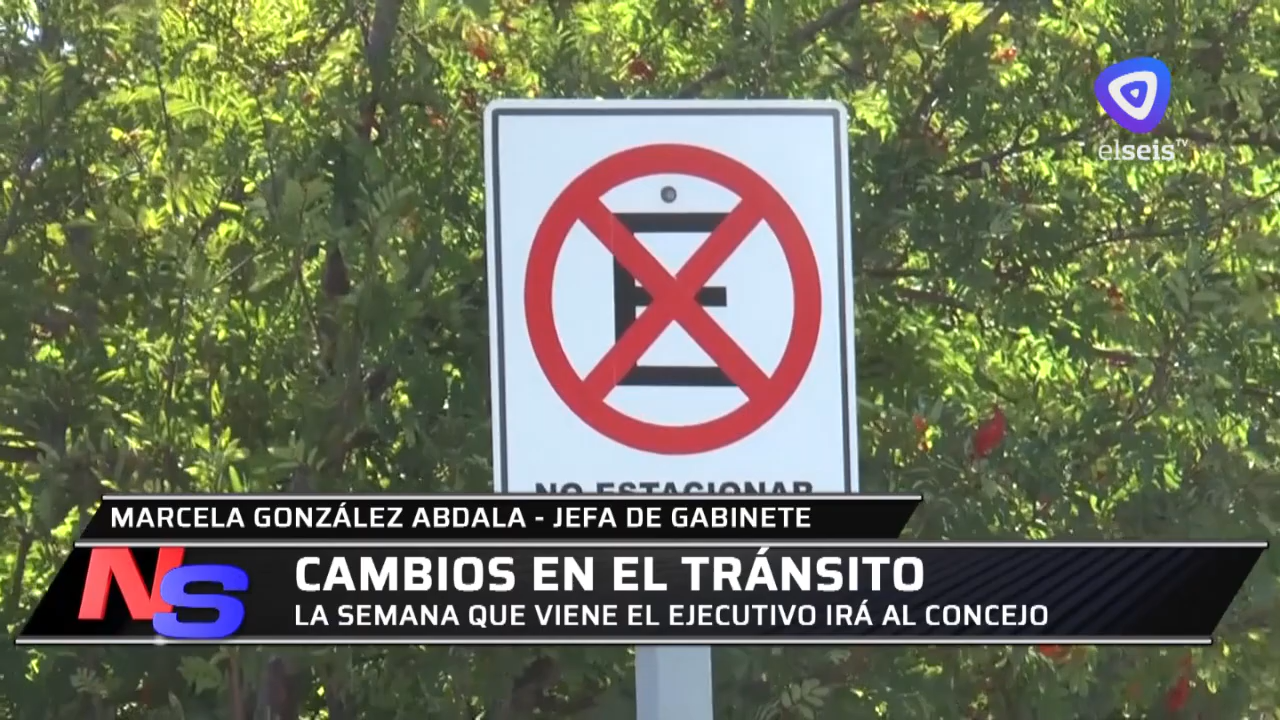 elseis TV
E
NO ESTACIONAR
MARCELA GONZÁLEZ ABDALA - JEFA DE GABINETE
NS
CAMBIOS EN EL TRÁNSITO
LA SEMANA QUE VIENE EL EJECUTIVO IRÁ AL CONCEJO